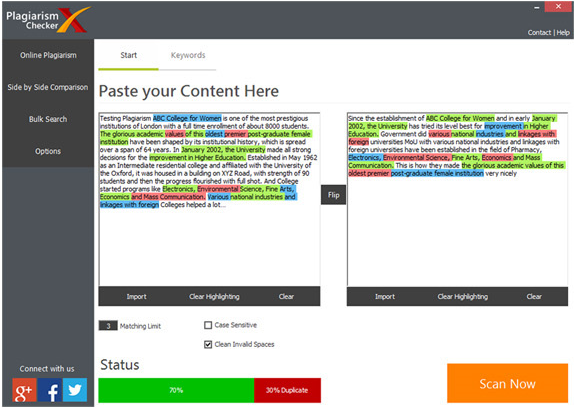 Plagiarism
Checker X
Contact | Help
Online Plagiarism
Side by Side Comparison
Bulk Search
Options
Start
Keywords
Paste your Content Here
Testing Plagiarism ABC College for Women is one of the most prestigious
institutions of London with a full time enrollment of about 8000 students.
The glorious academic values of this oldest premier post-graduate female
institution have been shaped by its institutional history, which is spread
over a span of 64 years. In January 2002, the University made all strong
decisions for the improvement in Higher Education. Established in May 1962
as an Intermediate residential college and affiliated with the University of
the Oxford, it was housed in a building on XYZ Road, with strength of 90
students and then the progress flourished with full shot. And College
started programs like Electronics, Environmental Science, Fine Arts,
Economics and Mass Communication. Various national industries and
linkages with foreign Colleges helped a lot...
Import
Clear Highlighting
Clear
Flip
Since the establishment of ABC College for Women and in early January
2002, the University has tried its level best for improvement in Higher
Education. Government did various national industries and linkages with
foreign universities MoU with various national industries and linkages with
foreign universities have been established in the field of Pharmacy,
Electronics, Environmental Science, Fine Arts, Economics and Mass
Communication. This is how they made the glorious academic values of this
oldest premier post-graduate female institution very nicely
Import
Clear Highlighting
Clear
3 Matching Limit
Case Sensitive
Clean Invalid Spaces
Connect with us
g+ f
Status
70%
30% Duplicate
Scan Now